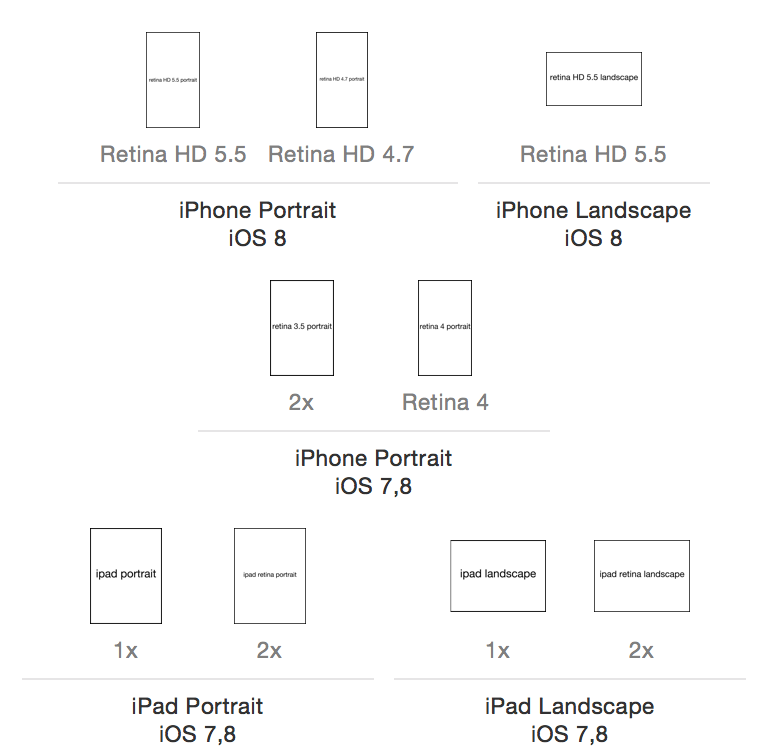 retina HD 5.5 portrait
retina HD 4.7 portrait
retina HD 5.5 landscape
Retina HD 5.5
Retina HD 4.7
Retina HD 5.5
iPhone Portrait
iOS 8
iPhone Landscape
iOS 8
retina 3.5 portrait
retina 4 portrait
2x
Retina 4
iPhone Portrait
iOS 7,8
ipad portrait
ipad retina portrait
ipad landscape
ipad retina landscape
1x
2x
1x
2x
iPad Portrait
iOS 7,8
iPad Landscape
iOS 7,8